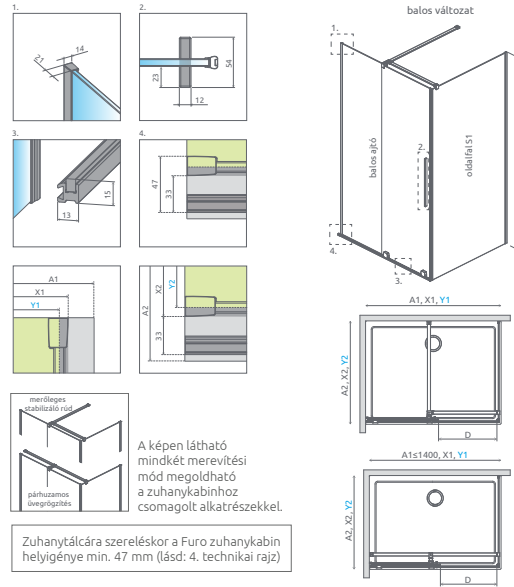 1.
14
21
2.
54
23
12
3.
15
13
4.
47
33
A1
X1
Y1
A2
X2
Y2
33
merőleges
stabilizáló rúd
párhuzamos
üvegrögzítés
A képen látható
mindkét merevítési
mód megoldható
a zuhanykabinhoz
csomagolt alkatrészekkel.
Zuhanytálcára szereléskor a Furo zuhanykabin
helyigénye min. 47 mm (lásd: 4. technikai rajz)
balos változat
1.
balos ajtó
2.
oldalfal S1
4.
3.
A1, X1, Y1
A2, X2, Y2
D
A1≤1400, X1, Y1
A2, X2, Y2
D